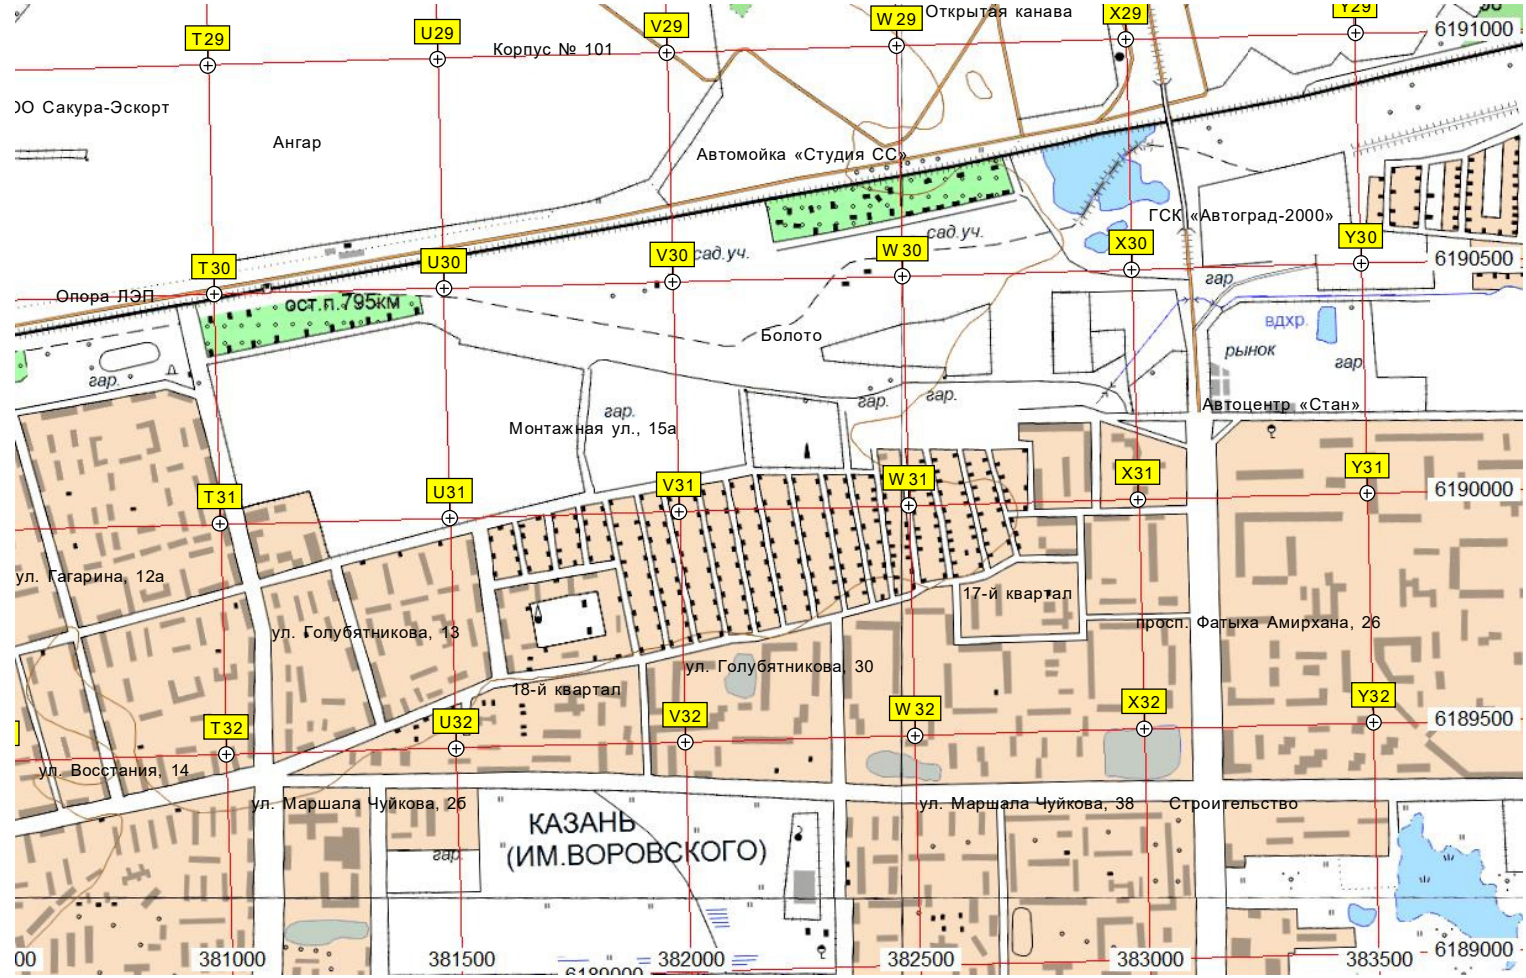 X29
Y29
W29
Открытая канава
V29
U29
T29
6191000
Корпус № 101
ОО Сакура-Эскорт
Ангар
Автомойка «Студия СС»
ГСК «Автоград-2000»
сад.уч.
Y30
X30
W30
V30
сад.уч.
6190500
U30
T30
гар.
Опора ЛЭП
ост.п.795км
вдхр.
Болото
рынок
гар.
гар.
гар.
гар.
Автоцентр «Стан»
гар.
Монтажная ул., 15а
Y31
X31
W31
V31
6190000
U31
T31
ул. Гагарина, 12а
17-й квартал
просп. Фатыха Амирхана, 26
ул. Голубятникова, 13
ул. Голубятникова, 30
18-й квартал
Y32
X32
W32
V32
6189500
U32
T32
ул. Восстания, 14
ул. Маршала Чуйкова, 2б
ул. Маршала Чуйкова, 38
Строительство
КАЗАНЬ
(ИМ.ВОРОВСКОГО)
гар.
6189000
00
381000
381500
382000
382500
383000
383500
6189000